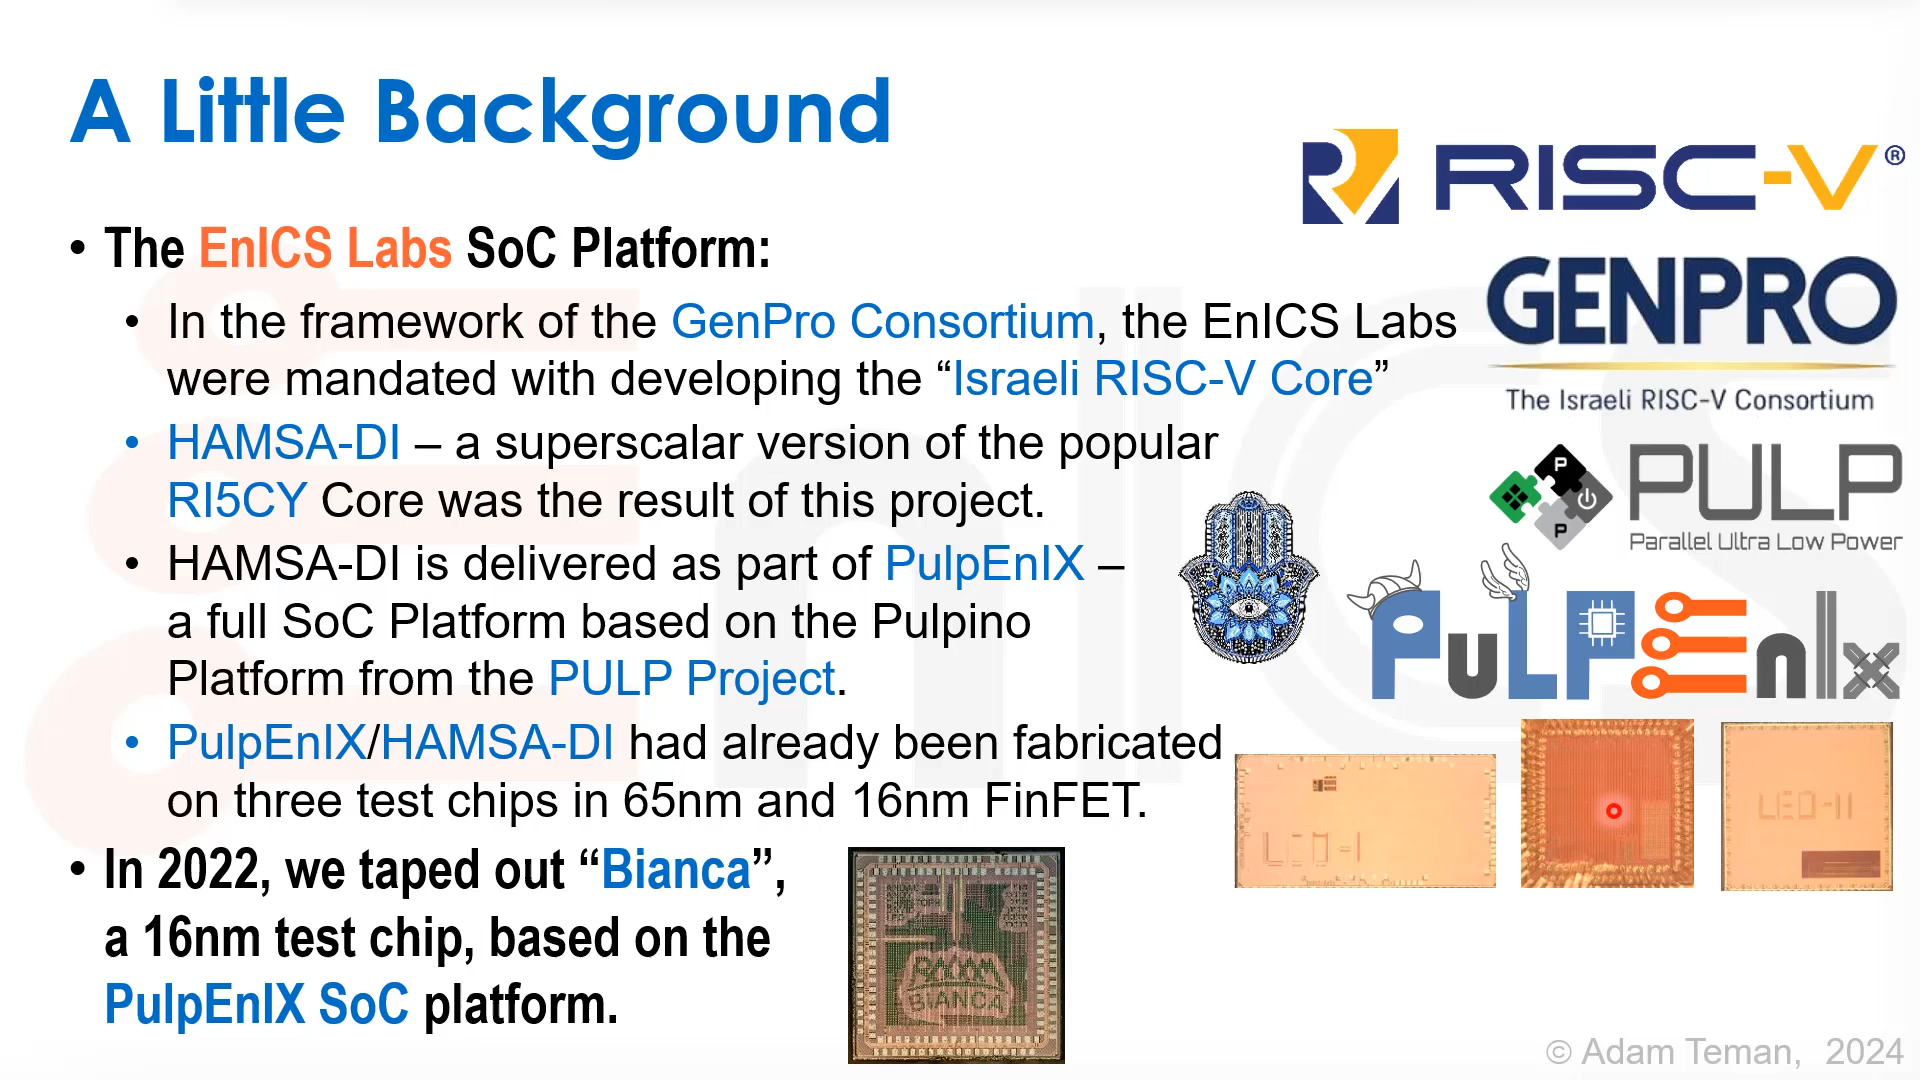 A Little Background
RISC-V®
• The EnICS Labs SoC Platform:
GENPRO
The Israeli RISC-V Consortium
• In the framework of the GenPro Consortium, the EnICS Labs
were mandated with developing the “Israeli RISC-V Core”
• HAMSA-DI – a superscalar version of the popular
RI5CY Core was the result of this project.
P
P
PULP
Parallel Ultra Low Power
• HAMSA-DI is delivered as part of PulpEnIX –
a full SoC Platform based on the Pulpino
Platform from the PULP Project.
PuLPEnIx
• PulpEnIX/HAMSA-DI had already been fabricated
on three test chips in 65nm and 16nm FinFET.
LEO-I
LEO-II
• In 2022, we taped out “Bianca”,
a 16nm test chip, based on the
PulpEnIX SoC platform.
BIANCA
© Adam Teman, 2024